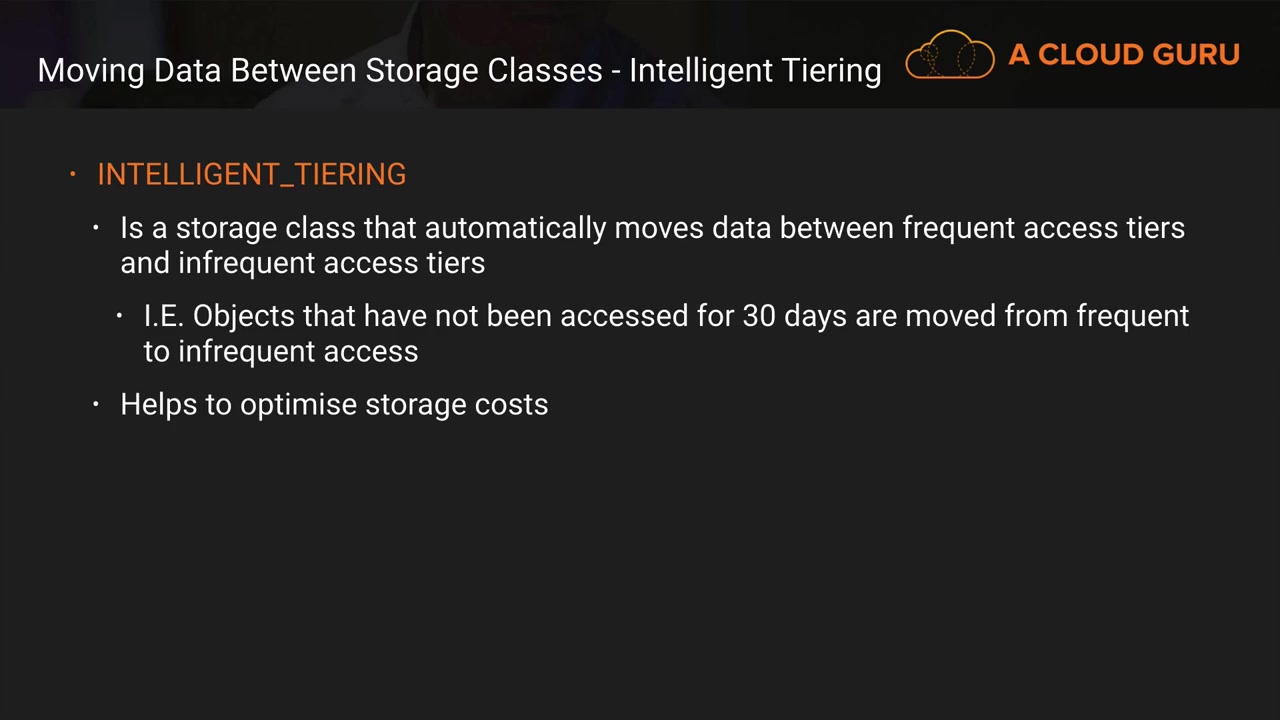 Moving Data Between Storage Classes - Intelligent Tiering
A CLOUD GURU
· INTELLIGENT_TIERING
· Is a storage class that automatically moves data between frequent access tiers
and infrequent access tiers
· I.E. Objects that have not been accessed for 30 days are moved from frequent
to infrequent access
· Helps to optimise storage costs